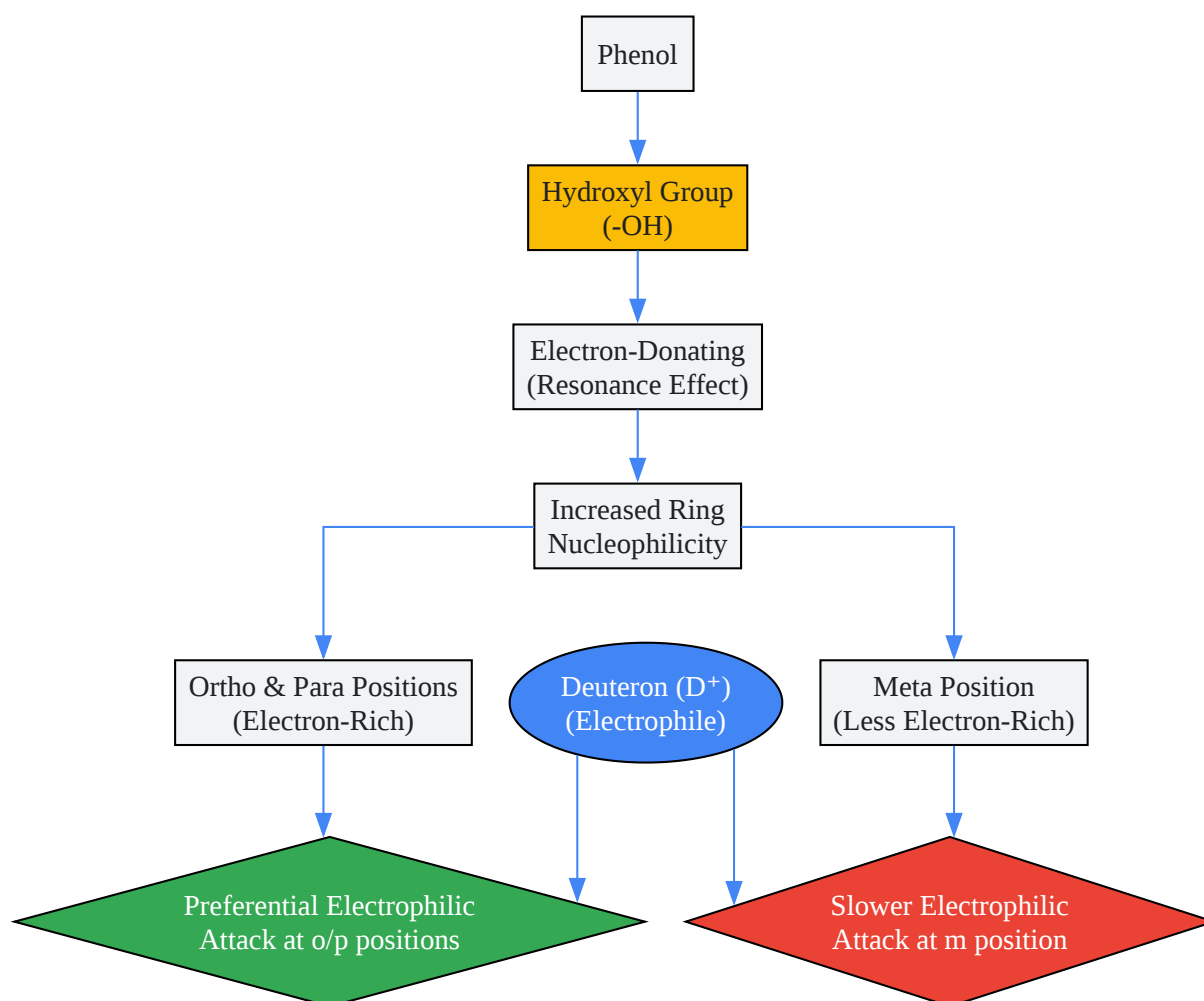 Phenol
Hydroxyl Group
(-OH)
Electron-Donating
(Resonance Effect)
Increased Ring
Nucleophilicity
Ortho & Para Positions
(Electron-Rich)
Deuteron (D⁺)
(Electrophile)
Meta Position
(Less Electron-Rich)
Preferential Electrophilic
Attack at o/p positions
Slower Electrophilic
Attack at m position